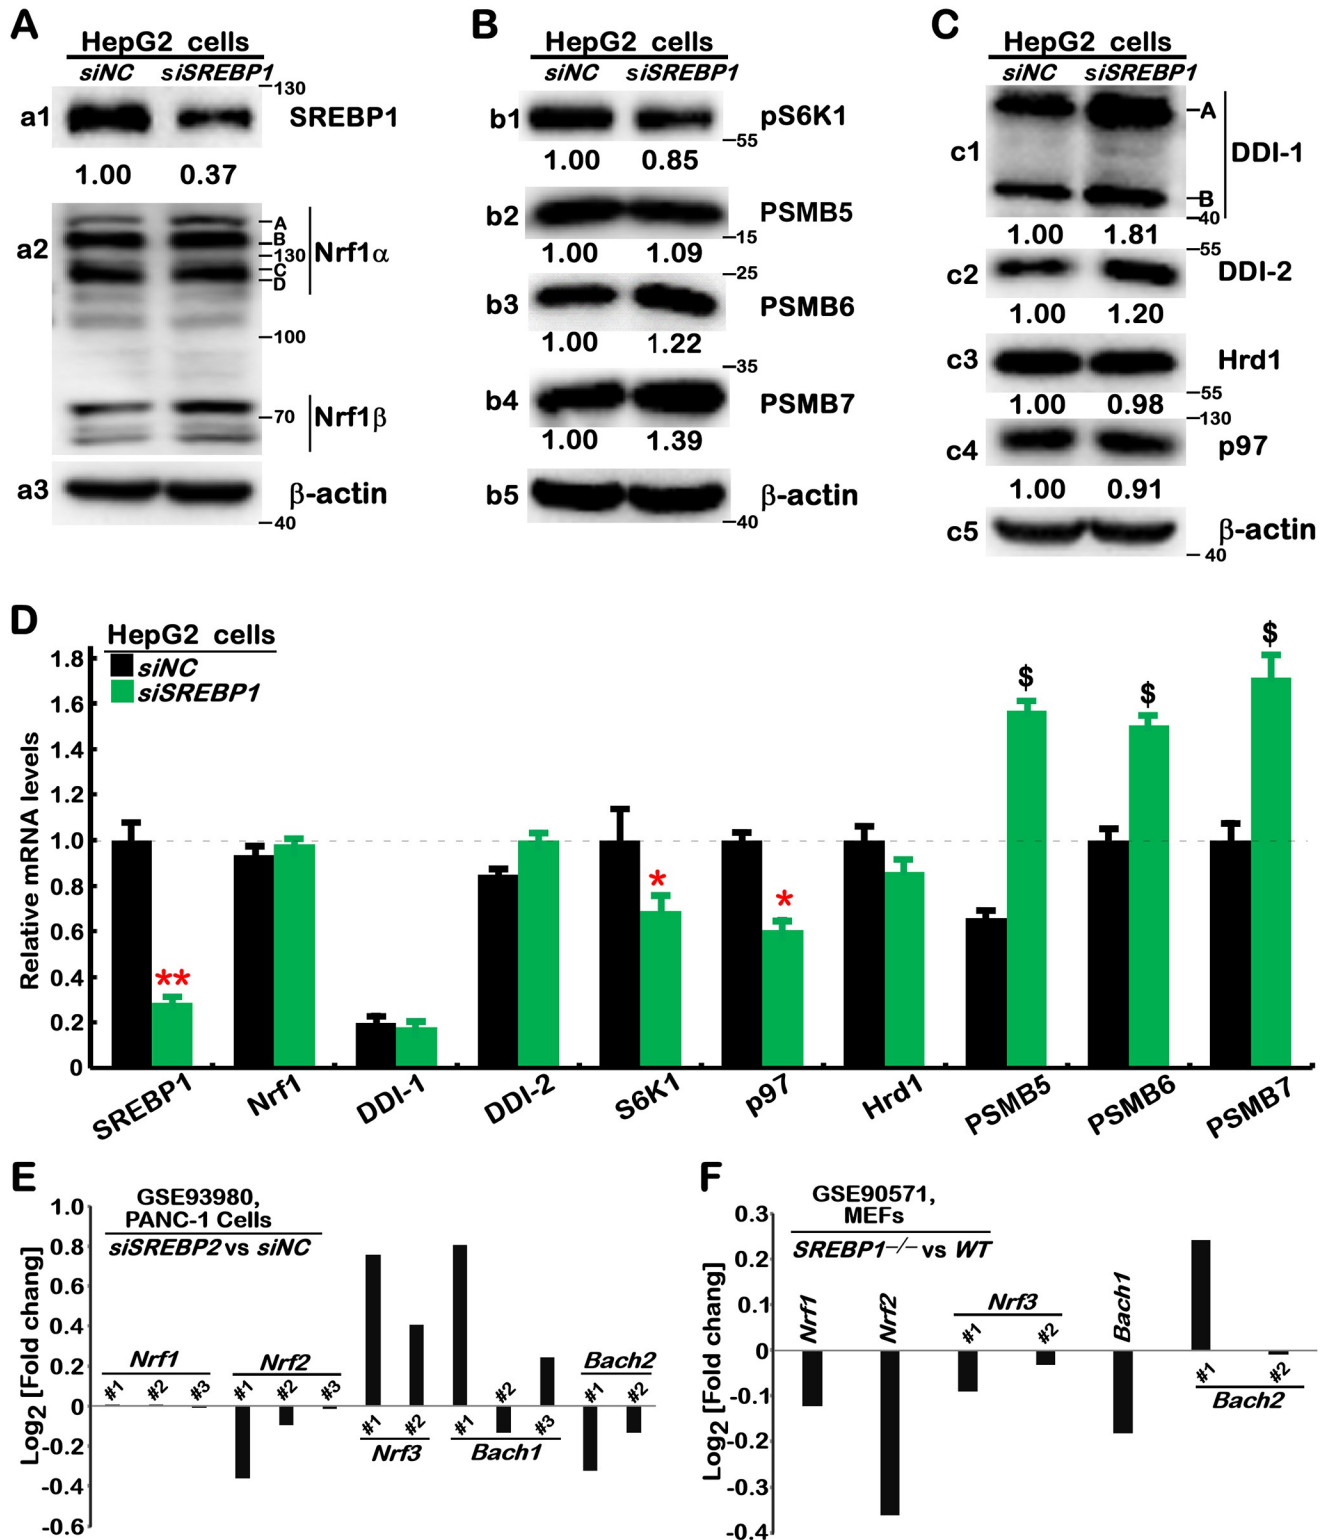 A
HepG2 cells
siNC siSREBP1
130
a1 SREBP1
1.00 0.37
a2
A
B
130
C
D
Nrf1α
100
70
Nrf1β
a3 β-actin
40
B
HepG2 cells
siNC siSREBP1
b1 pS6K1
55
1.00 0.85
b2 PSMB5
15
1.00 1.09
25
b3 PSMB6
1.00 1.22
35
b4 PSMB7
1.00 1.39
b5 β-actin
40
C
HepG2 cells
siNC siSREBP1
A
c1 DDI-1
B
40
1.00 1.81
55
c2 DDI-2
1.00 1.20
c3 Hrd1
55
1.00 0.98
130
c4 p97
1.00 0.91
c5 β-actin
40
D
HepG2 cells
siNC
siSREBP1
Relative mRNA levels
1.8
1.6
1.4
1.2
1.0
0.8
0.6
0.4
0.2
0
** * * $ $ $
SREBP1 Nrf1 DDI-1 DDI-2 S6K1 p97 Hrd1 PSMB5 PSMB6 PSMB7
E
GSE93980,
PANC-1 Cells
siSREBP2 vs siNC
Log2 [Fold chang]
1.0
0.8
0.6
0.4
0.2
0
-0.2
-0.4
-0.6
Nrf1
#1 #2 #3
Nrf2
#1 #2 #3
#1 #2
Nrf3
#1 #2 #3
Bach1
Bach2
#1 #2
F
GSE90571,
MEFs
SREBP1−/− vs WT
Log2 [Fold chang]
0.3
0.2
0.1
0
-0.1
-0.2
-0.3
-0.4
Nrf1
Nrf2
Nrf3
#1 #2
Bach1
#1 #2
Bach2